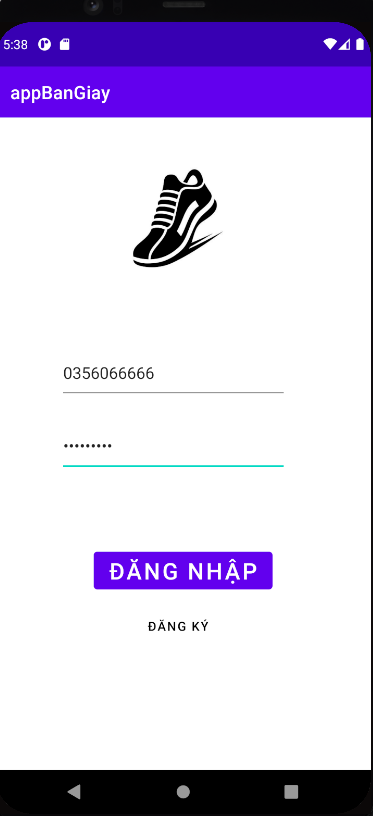 5:38
appBanGiay
0356066666
•••••••••
ĐĂNG NHẬP
ĐĂNG KÝ